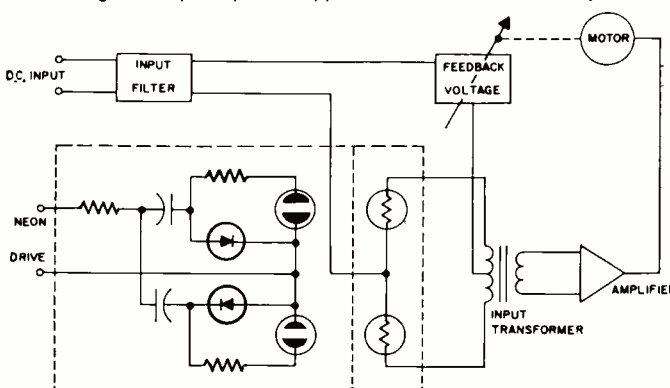 MOTOR
INPUT
FILTER
D.C. INPUT
FEEDBACK
VOLTAGE
NEON
DRIVE
AMPLIFIER
INPUT
TRANSFORMER